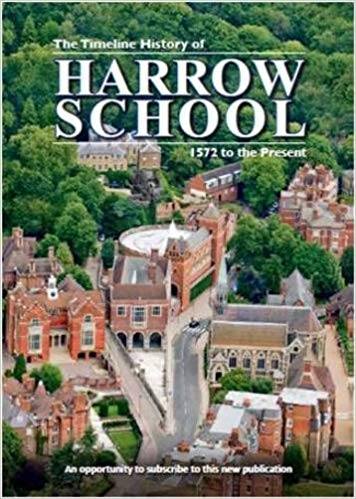 The Timeline History of
HARROW
SCHOOL
1572 to the Present
An opportunity to subscribe to this new publication